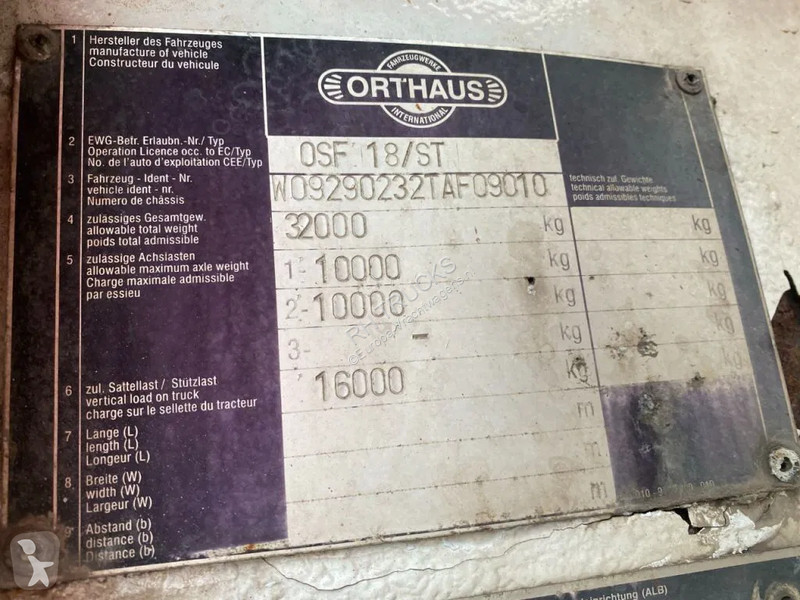 1 Hersteller des Fahrzeuges
manufacture of vehicle
Constructeur du vehicule
FAHRZEUGWERKE
ORTHAUS
INTERNATIONAL
2 EWG-Betr. Erlaubn.-Nr./ Typ
Operation Licence occ. to EC/Typ
No. de l'auto d'exploitation CEE/Typ
OSF 18/ST
3 Fahrzeug - Ident - Nr.
vehicle ident - nr.
Numero de châssis
W09290232TAF09010
technisch zul. Gewichte
technical allowable weights
poids admissibles techniques
4 zulässiges Gesamtgew.
allowable total weight
poids total admissible
32000 kg kg
5 zulässige Achslasten
allowable maximum axle weight
Charge maximale admissible
par essieu
1- 10000 kg kg
2- 10000 kg kg
3- - kg kg
6 zul. Sattellast / Stützlast
vertical load on truck
charge sur le sellette du tracteur
16000 kg
7 Länge (L)
length (L)
Longeur (L)
m
8 Breite (W)
width (W)
Largeur (W)
m
9 Abstand (b)
distance (b)
Distance (b)
m
RTC TRUCKS
inrichtung (ALB)